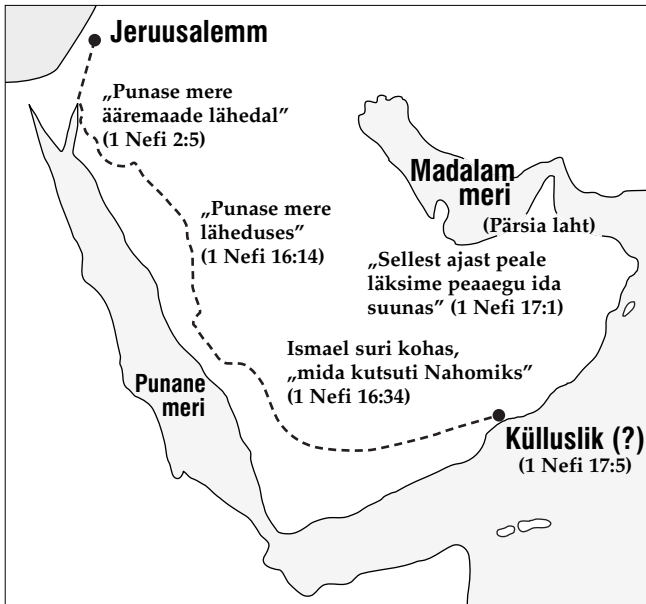 Jeruusalemm
„Punase mere
ääremaade lähedal”
(1 Nefi 2:5)
Madalam
meri
(Pärsia laht)
„Punase mere
läheduses”
(1 Nefi 16:14)
„Sellest ajast peale
läksime peaaegu ida
suunas” (1 Nefi 17:1)
Ismael suri kohas,
„mida kutsuti Nahomiks”
(1 Nefi 16:34)
Punane
meri
Külluslik (?)
(1 Nefi 17:5)